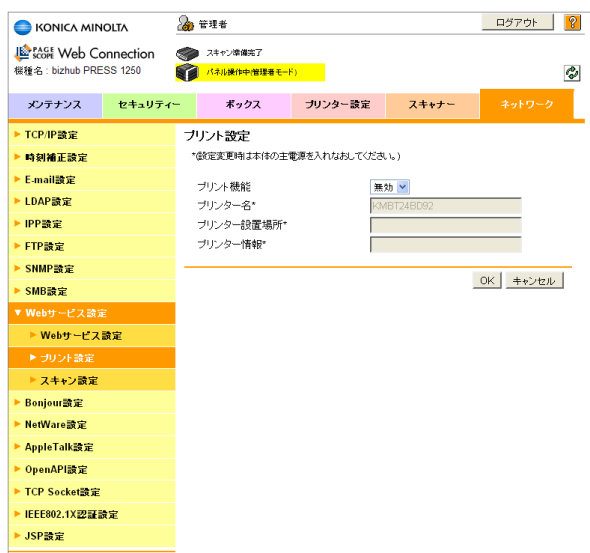 KONICA MINOLTA
管理者
ログアウト
?
PAGE SCOPE Web Connection
スキャン準備完了
機種名 : bizhub PRESS 1250
パネル操作中(管理者モード)
メンテナンス
セキュリティー
ボックス
プリンター設定
スキャナー
ネットワーク
TCP/IP設定
時刻補正設定
E-mail設定
LDAP設定
IPP設定
FTP設定
SNMP設定
SMB設定
Webサービス設定
Webサービス設定
プリント設定
スキャン設定
Bonjour設定
NetWare設定
AppleTalk設定
OpenAPI設定
TCP Socket設定
IEEE802.1X認証設定
JSP設定
プリント設定
*(設定変更時は本体の主電源を入れなおしてください。)
プリント機能
無効
プリンター名*
KMBT24BD92
プリンター設置場所*
プリンター情報*
OK
キャンセル